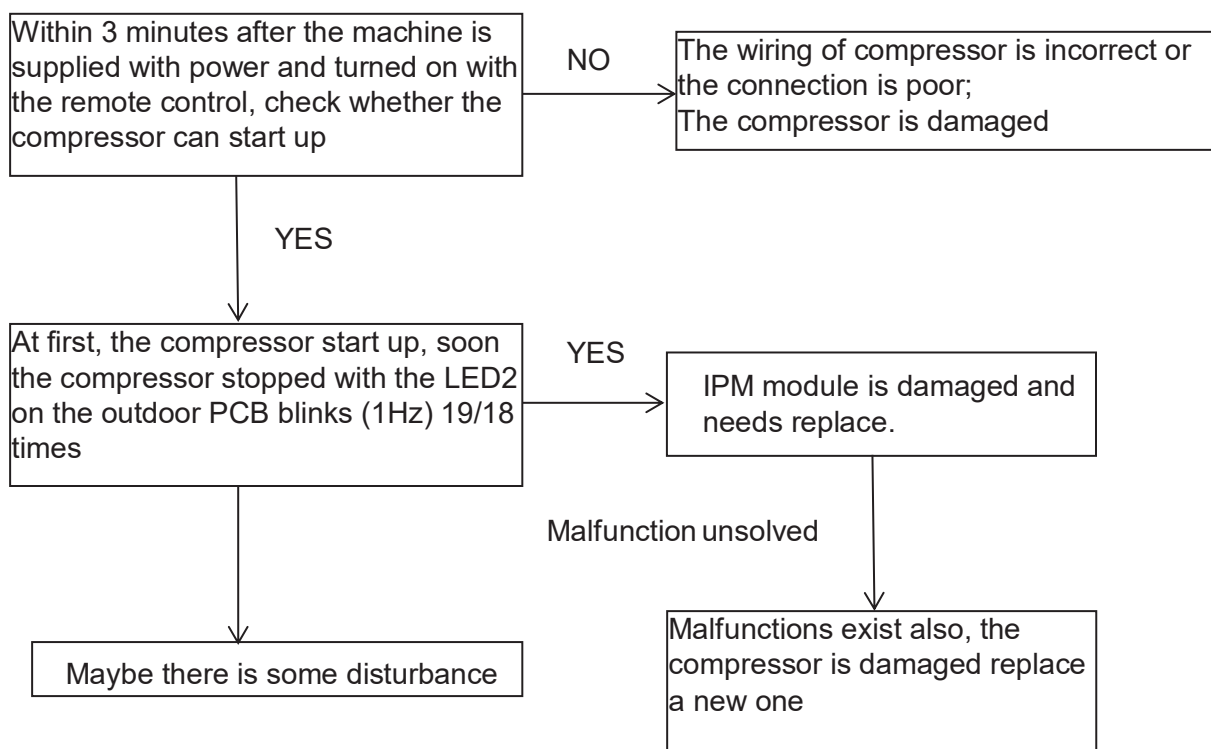 Within 3 minutes after the machine is
supplied with power and turned on with
the remote control, check whether the
compressor can start up
NO
The wiring of compressor is incorrect or
the connection is poor;
The compressor is damaged
YES
At first, the compressor start up, soon
the compressor stopped with the LED2
on the outdoor PCB blinks (1Hz) 19/18
times
YES
IPM module is damaged and
needs replace.
Malfunction unsolved
Maybe there is some disturbance
Malfunctions exist also, the
compressor is damaged replace
a new one